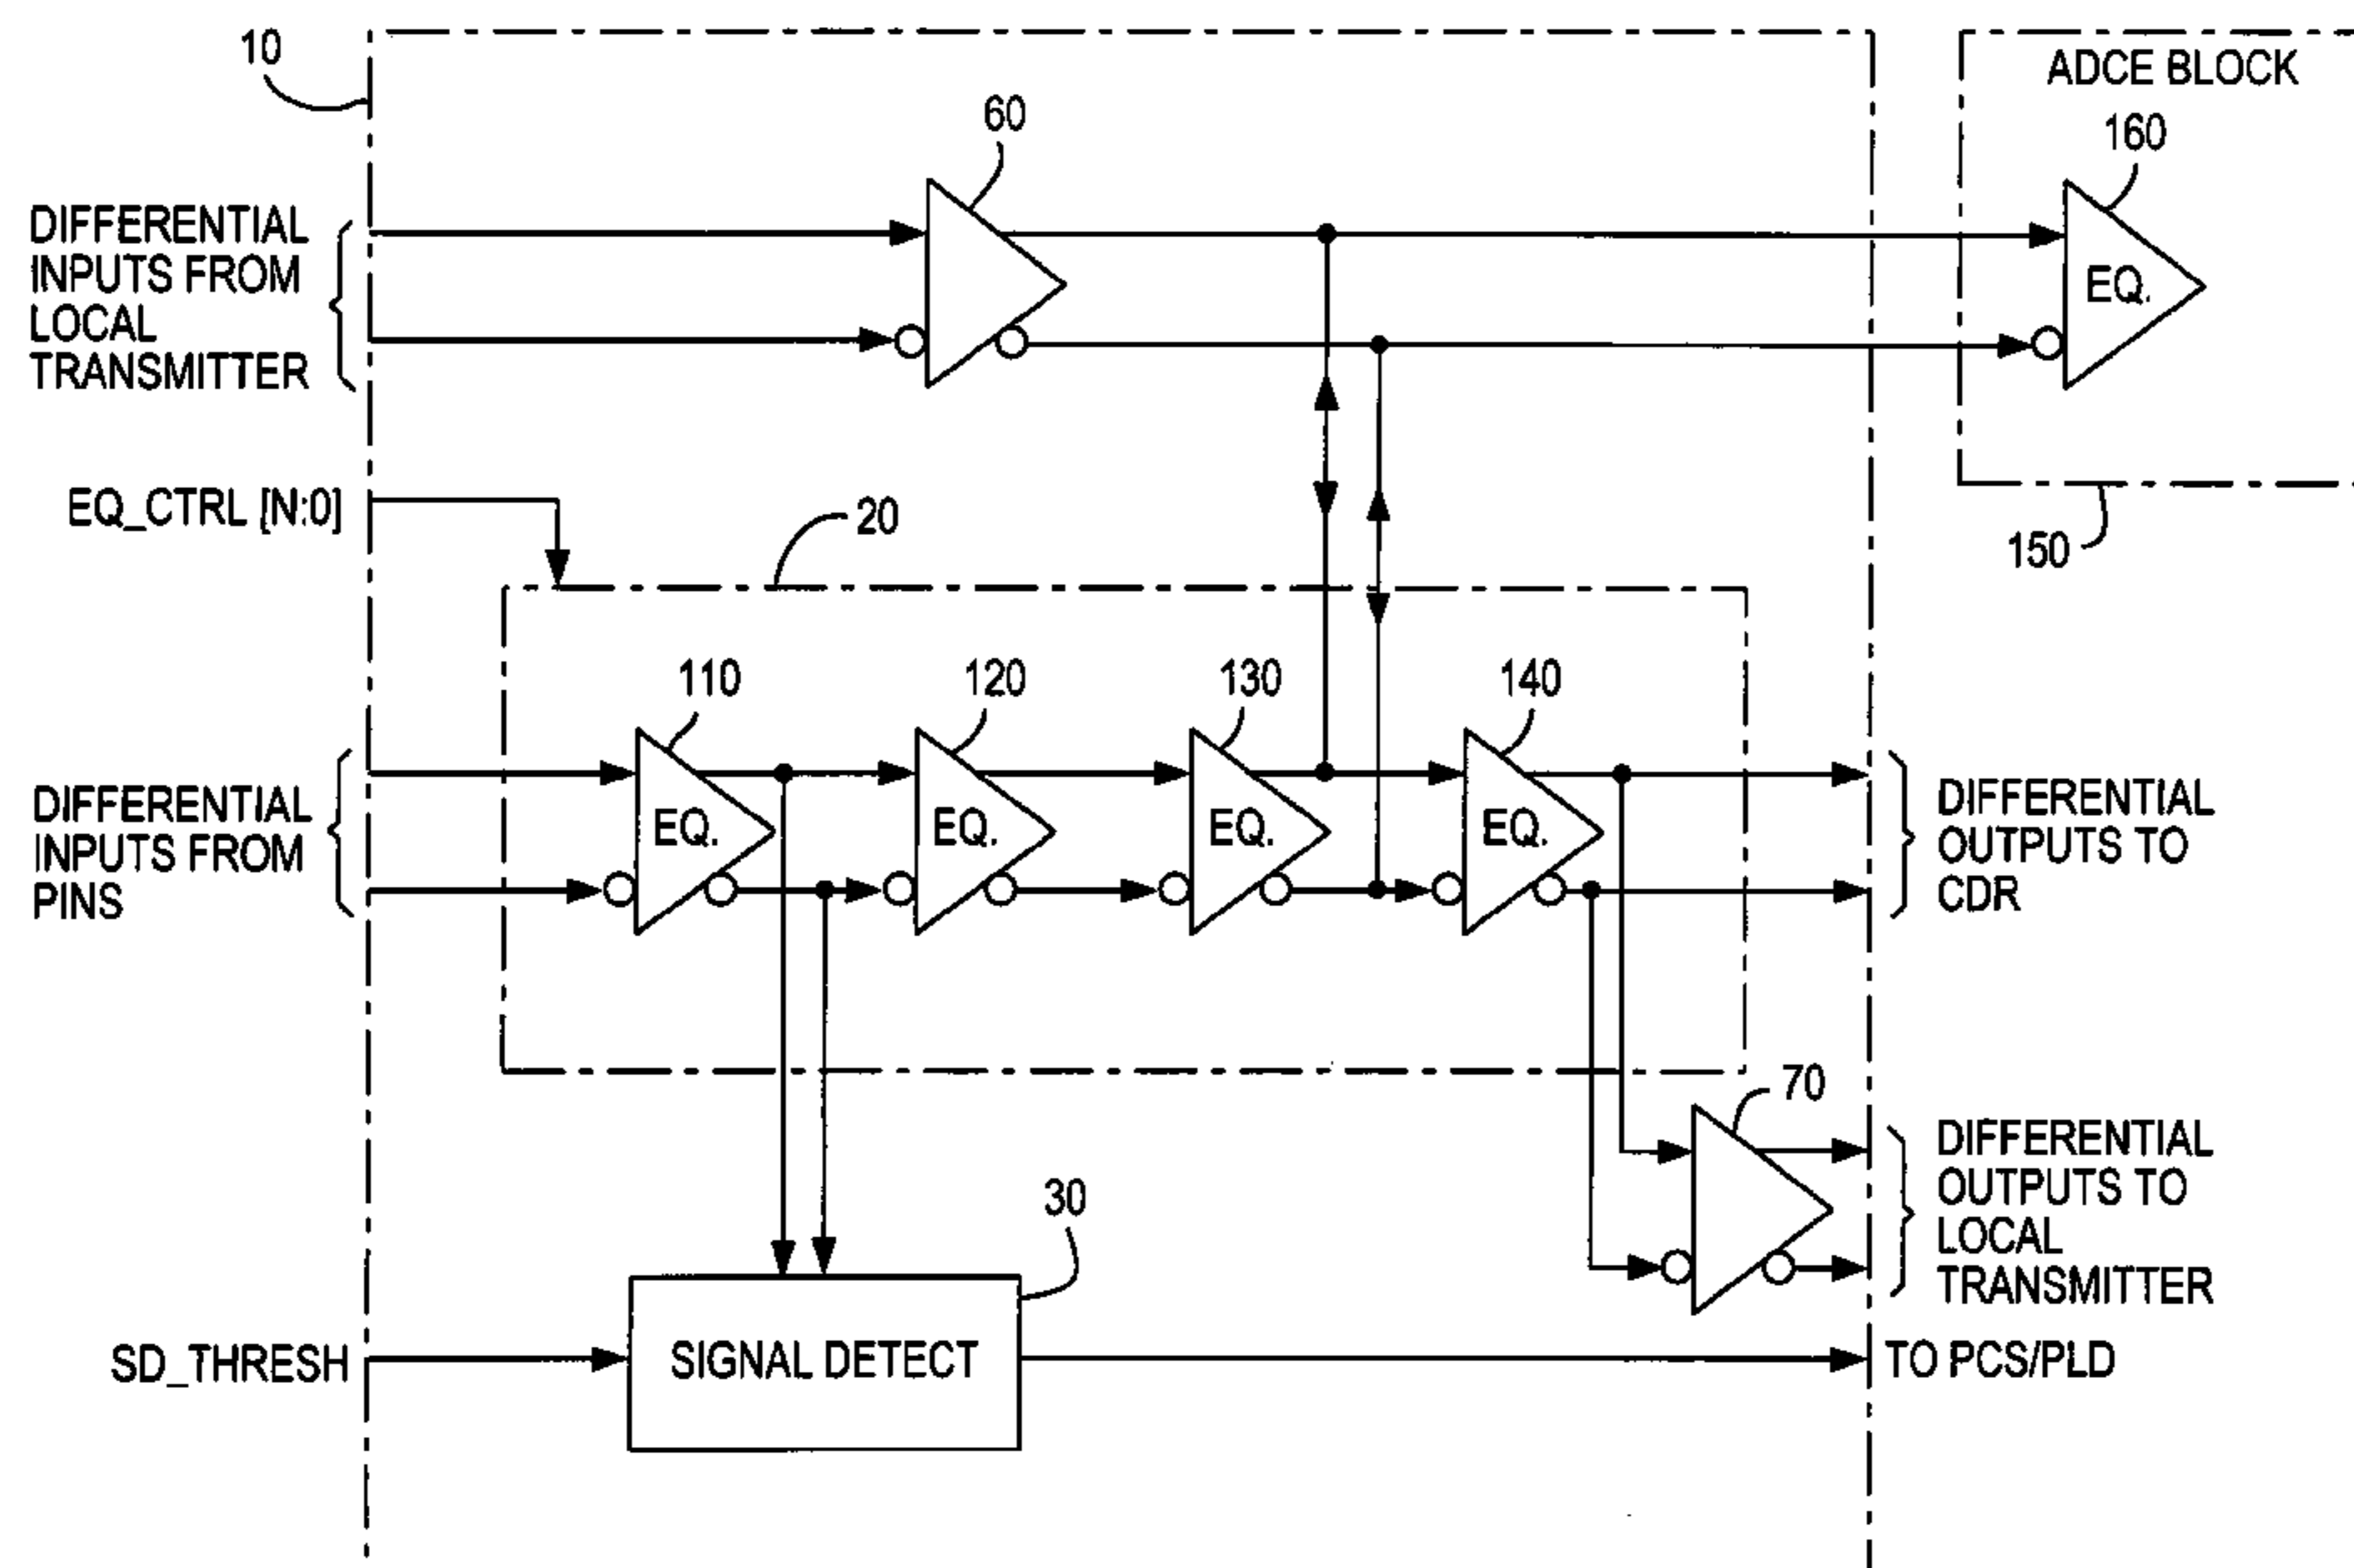 10
ADCE BLOCK
60
160
DIFFERENTIAL
INPUTS FROM
LOCAL
TRANSMITTER
EQ.
EQ_CTRL [N:0]
20
150
110
120
130
140
DIFFERENTIAL
INPUTS FROM
PINS
EQ.
EQ.
EQ.
EQ.
DIFFERENTIAL
OUTPUTS TO
CDR
70
30
DIFFERENTIAL
OUTPUTS TO
LOCAL
TRANSMITTER
SD_THRESH
SIGNAL DETECT
TO PCS/PLD